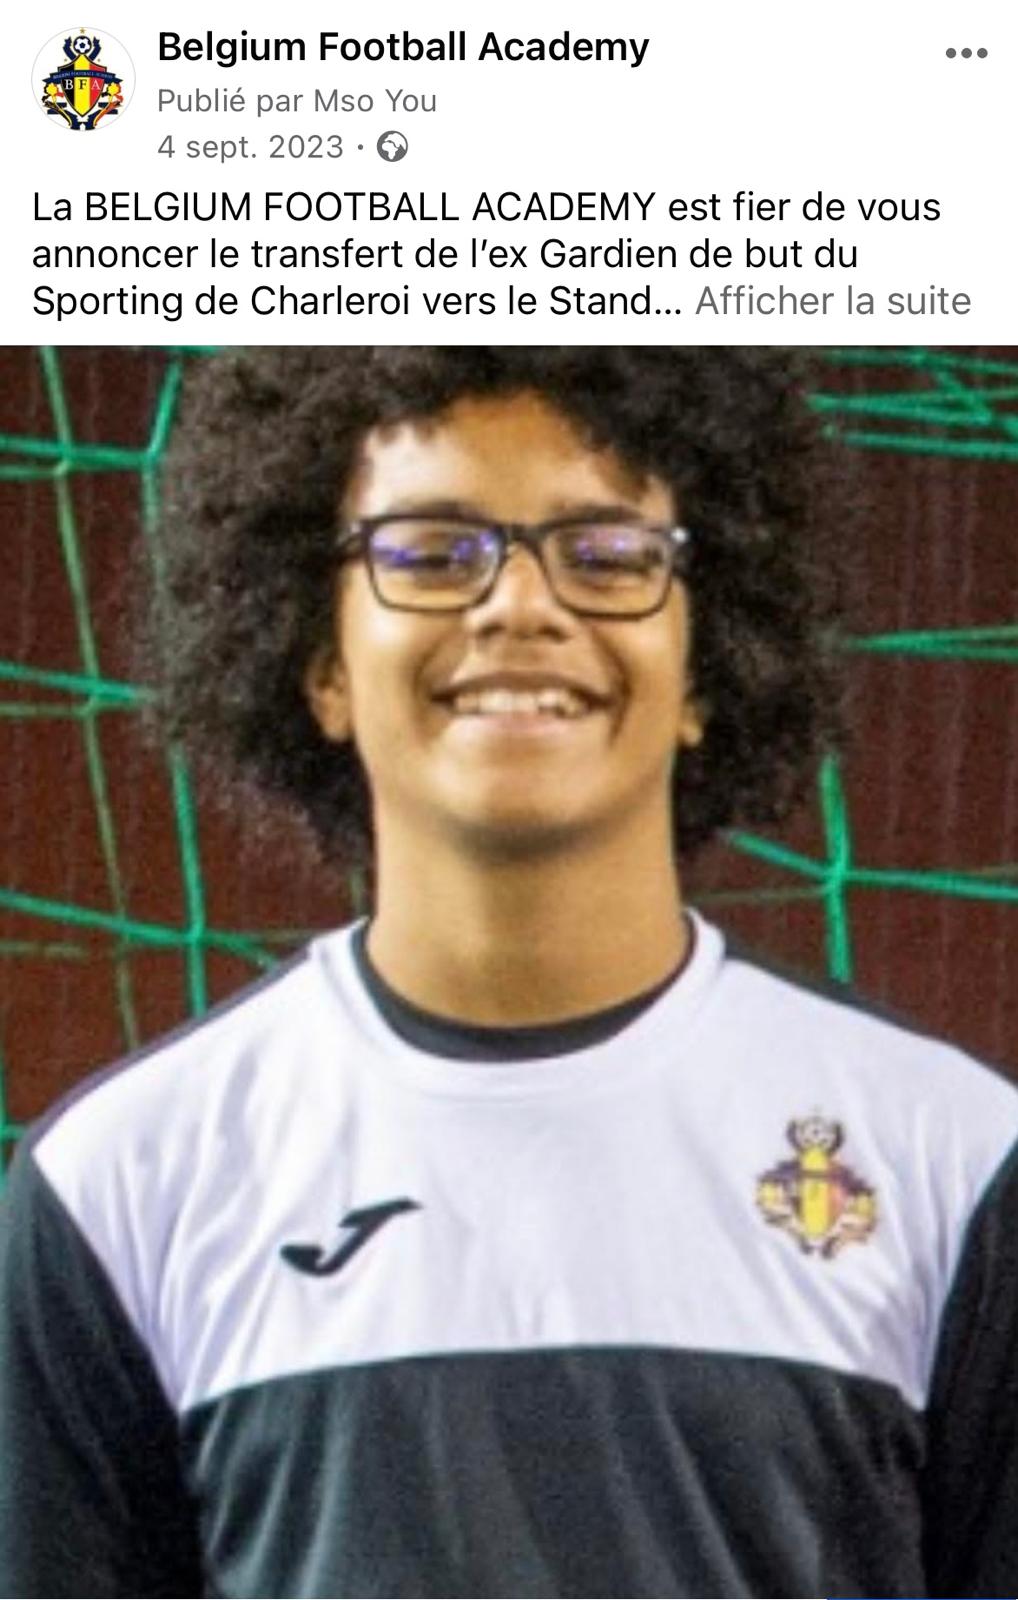 Belgium Football Academy
Publié par Mso You
4 sept. 2023 ·
La BELGIUM FOOTBALL ACADEMY est fier de vous
annoncer le transfert de l’ex Gardien de but du
Sporting de Charleroi vers le Stand... Afficher la suite
BFA